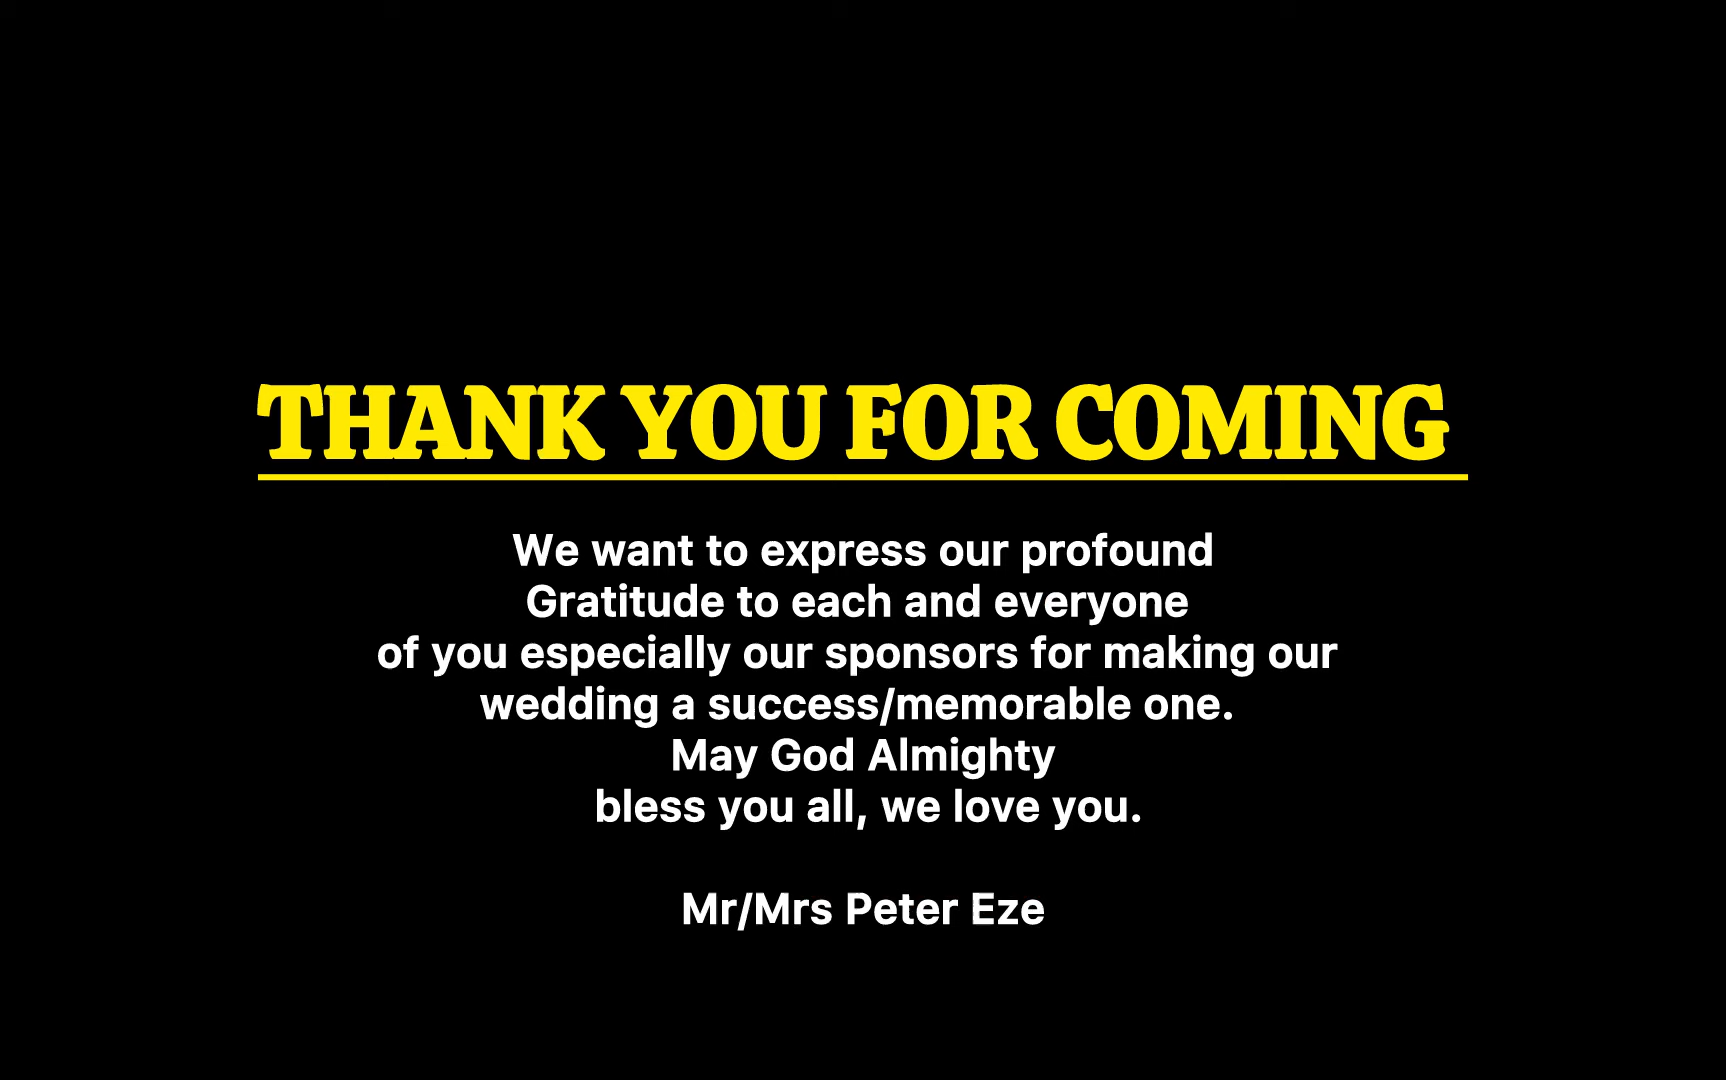 THANK YOU FOR COMING
We want to express our profound
Gratitude to each and everyone
of you especially our sponsors for making our
wedding a success/memorable one.
May God Almighty
bless you all, we love you.
Mr/Mrs Peter Eze